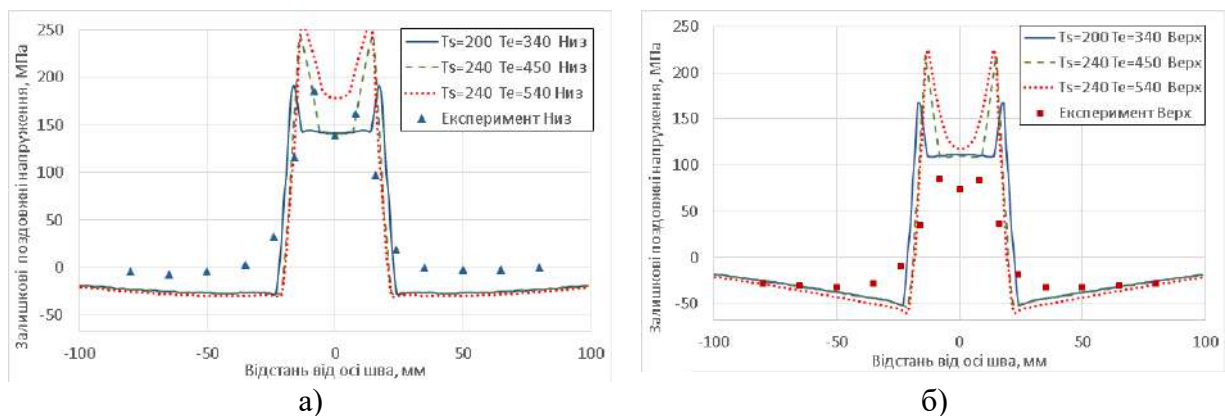 Залишкові поздовжні напруження, МПа
250
200
150
100
50
0
-50
-100
-50
0
50
100
Відстань від осі шва, мм
Ts=200 Te=340 Низ
Ts=240 Te=450 Низ
Ts=240 Te=540 Низ
Експеримент Низ
а)
Залишкові поздовжні напруження, МПа
250
200
150
100
50
0
-50
-100
-50
0
50
100
Відстань від осі шва, мм
Ts=200 Te=340 Верх
Ts=240 Te=450 Верх
Ts=240 Te=540 Верх
Експеримент Верх
б)